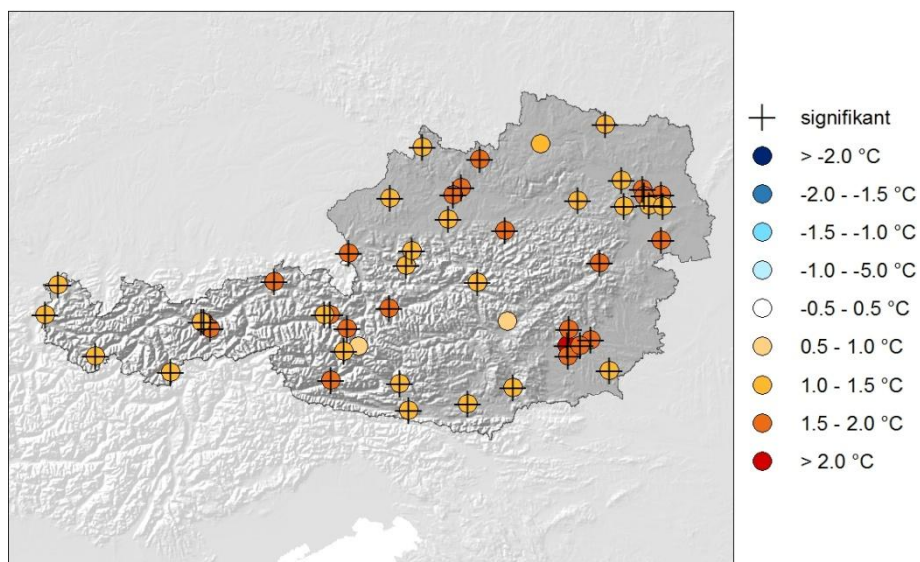 signifikant
> -2.0 °C
-2.0 - -1.5 °C
-1.5 - -1.0 °C
-1.0 - -5.0 °C
-0.5 - 0.5 °C
0.5 - 1.0 °C
1.0 - 1.5 °C
1.5 - 2.0 °C
> 2.0 °C